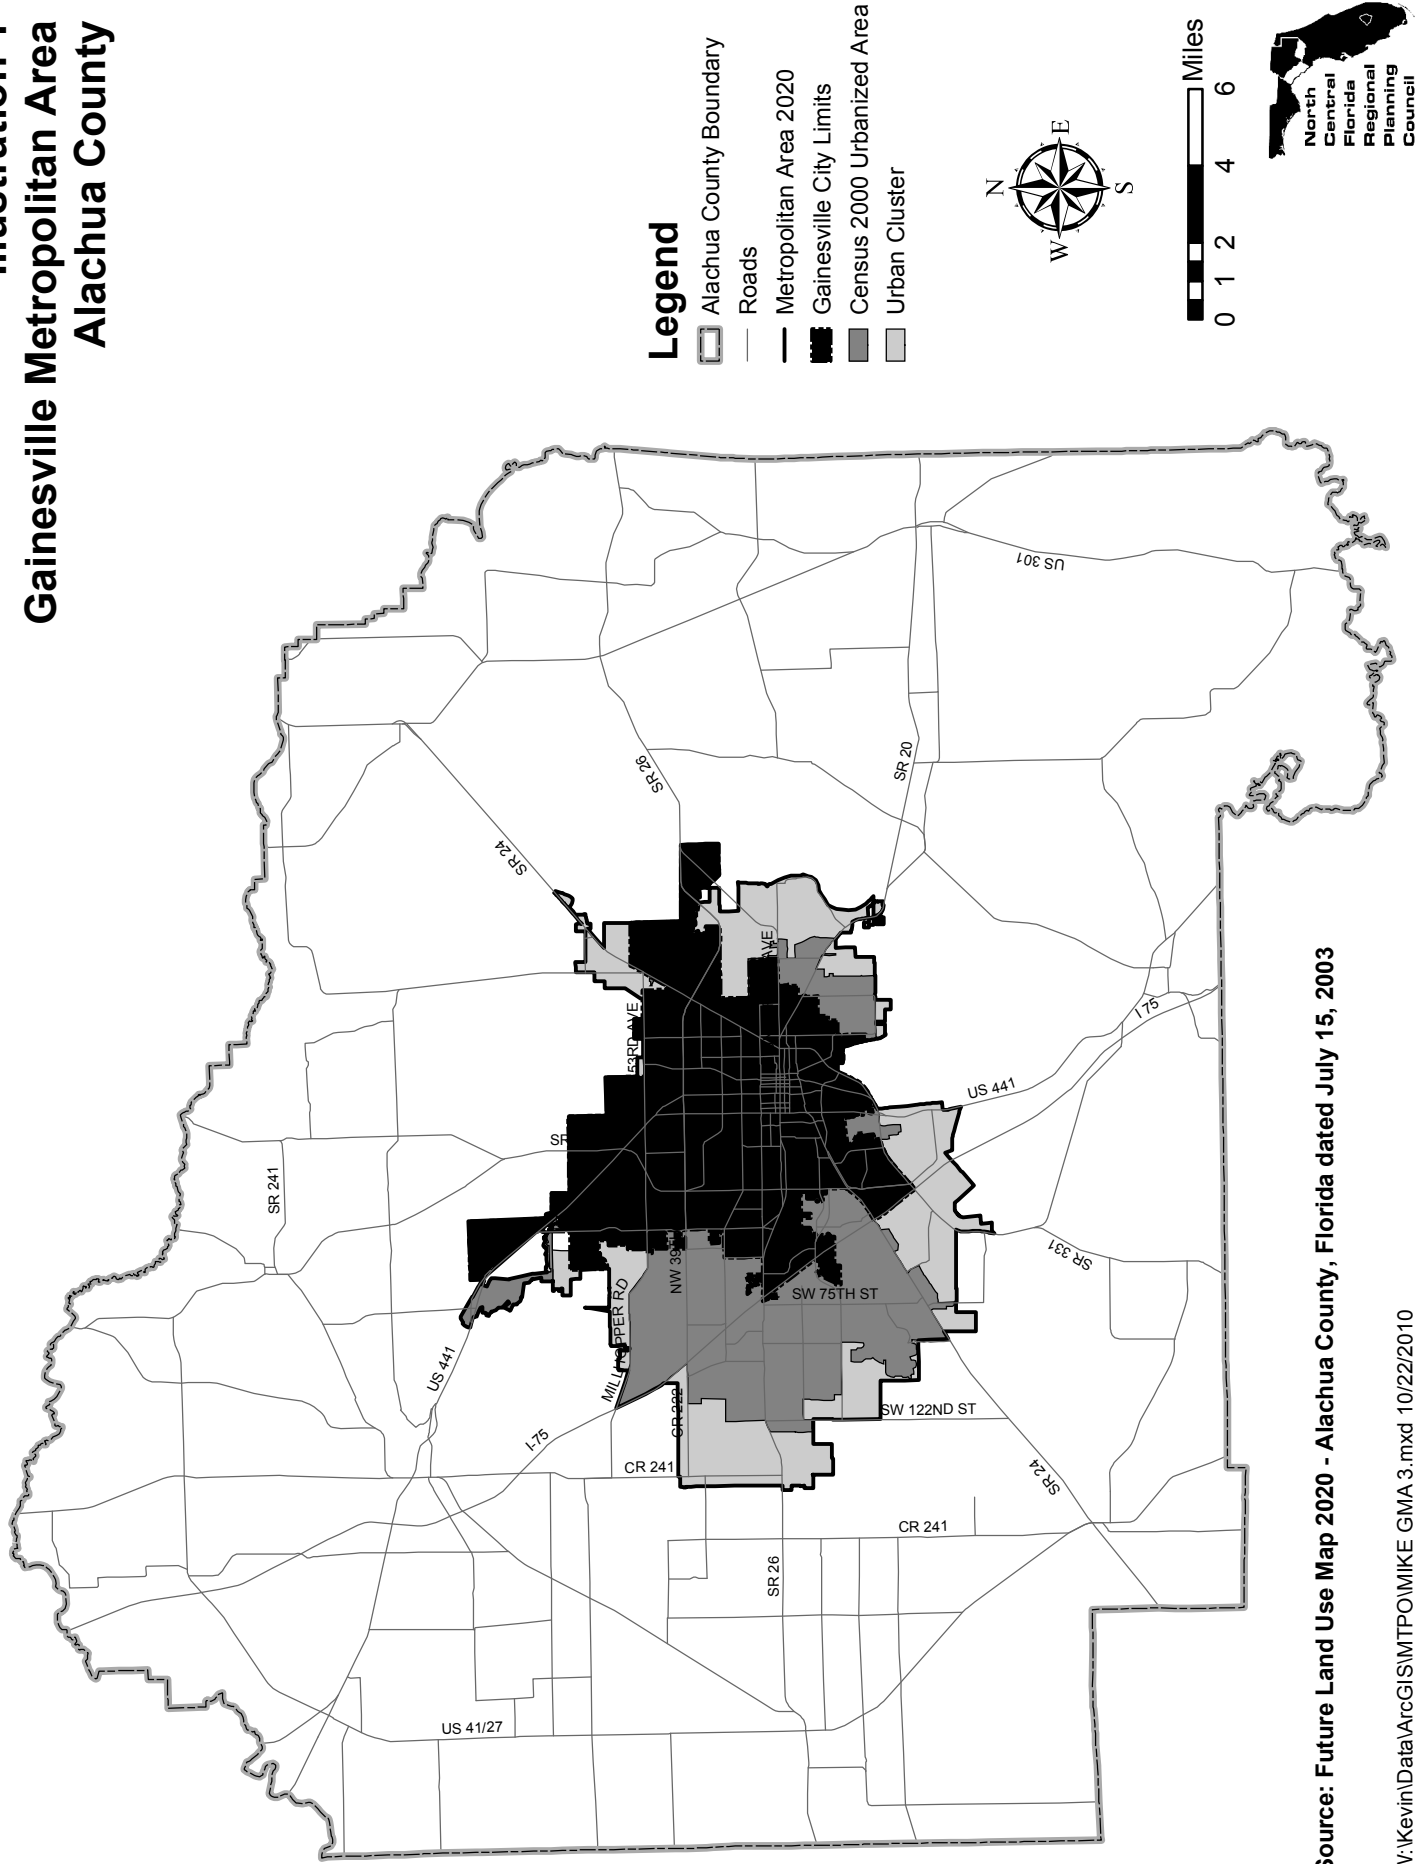 Gainesville Metropolitan Area
Alachua County
Legend
Alachua County Boundary
Roads
Metropolitan Area 2020
Gainesville City Limits
Census 2000 Urbanized Area
Urban Cluster
N
W
E
S
0 1 2 4 6
Miles
North
Central
Florida
Regional
Planning
Council
US 301
SR 26
SR 20
SR 24
AVE
53RD AVE
I 75
US 441
SR
SR 241
SR 331
NW 39
SW 75TH ST
US 441
CR 222
SW 122ND ST
I-75
CR 241
SR 24
CR 241
SR 26
US 41/27
Source: Future Land Use Map 2020 - Alachua County, Florida dated July 15, 2003
V:\Kevin\Data\ArcGIS\MTPO\MIKE GMA 3.mxd 10/22/2010